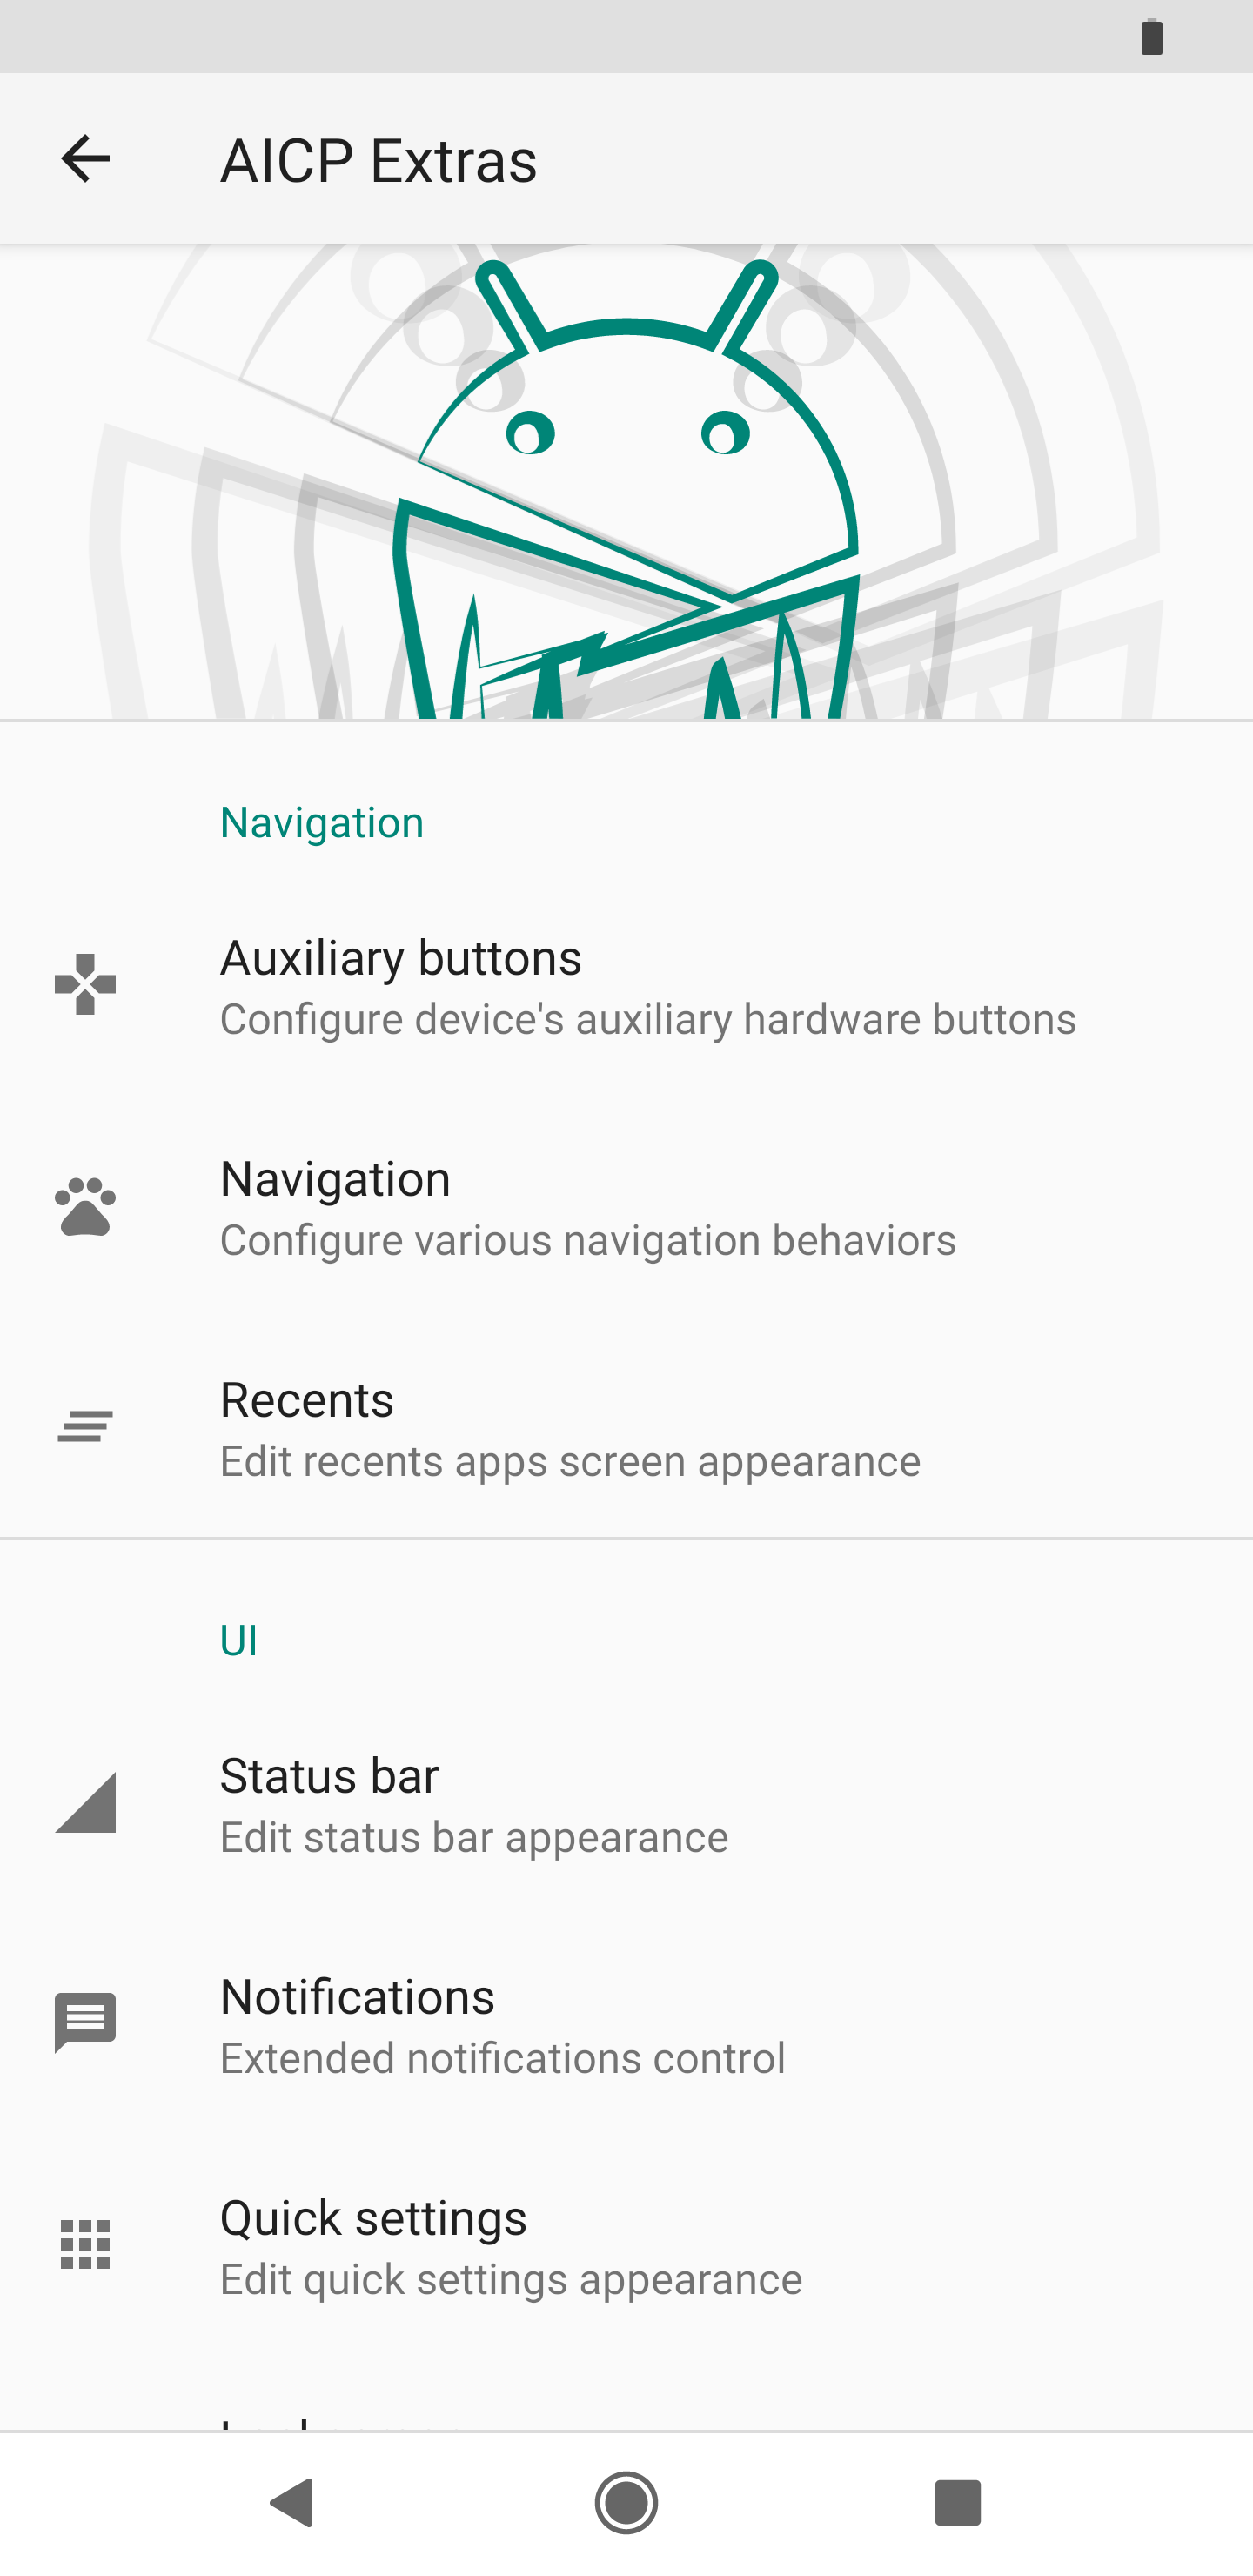 AICP Extras
Navigation
Auxiliary buttons
Configure device's auxiliary hardware buttons
Navigation
Configure various navigation behaviors
Recents
Edit recents apps screen appearance
UI
Status bar
Edit status bar appearance
Notifications
Extended notifications control
Quick settings
Edit quick settings appearance